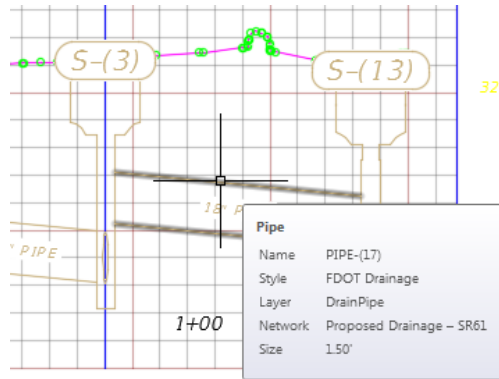 S-(3)
S-(13)
32
18" P
" PIPE
1+00
Pipe
Name PIPE-(17)
Style FDOT Drainage
Layer DrainPipe
Network Proposed Drainage – SR61
Size 1.50'